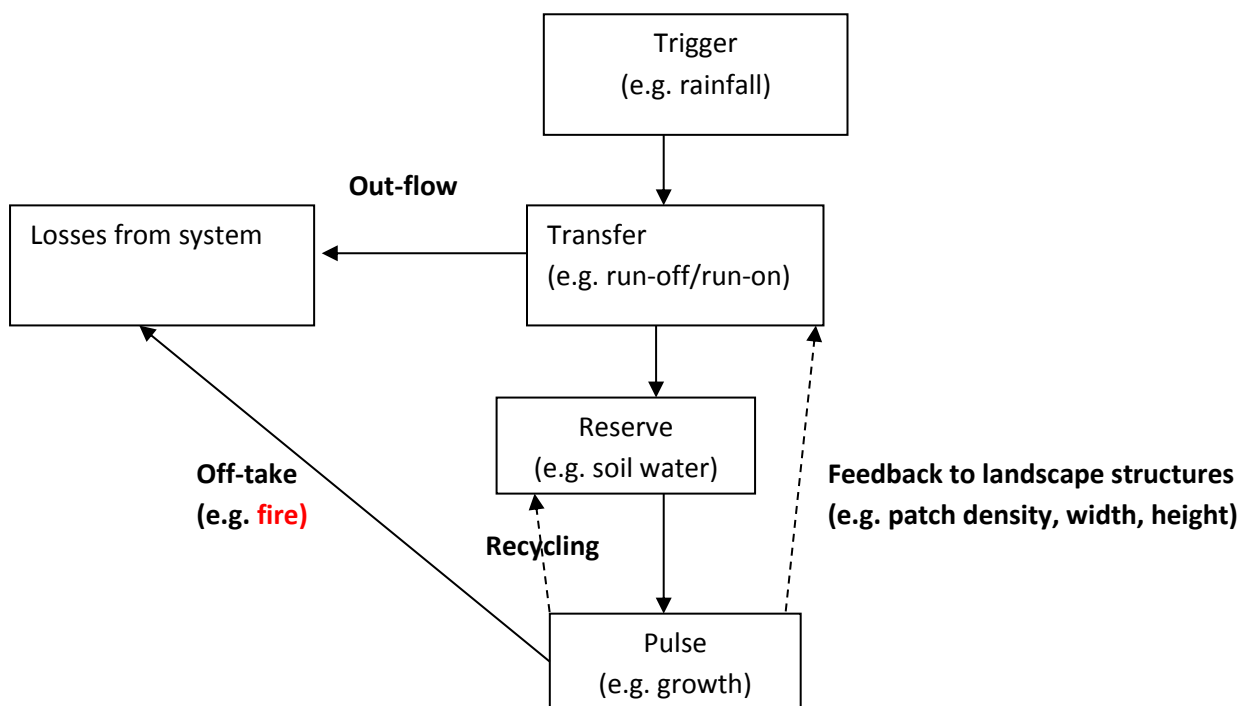 Trigger
(e.g. rainfall)
Out-flow
Losses from system
Transfer
(e.g. run-off/run-on)
Reserve
(e.g. soil water)
Off-take
(e.g. fire)
Feedback to landscape structures
(e.g. patch density, width, height)
Recycling
Pulse
(e.g. growth)